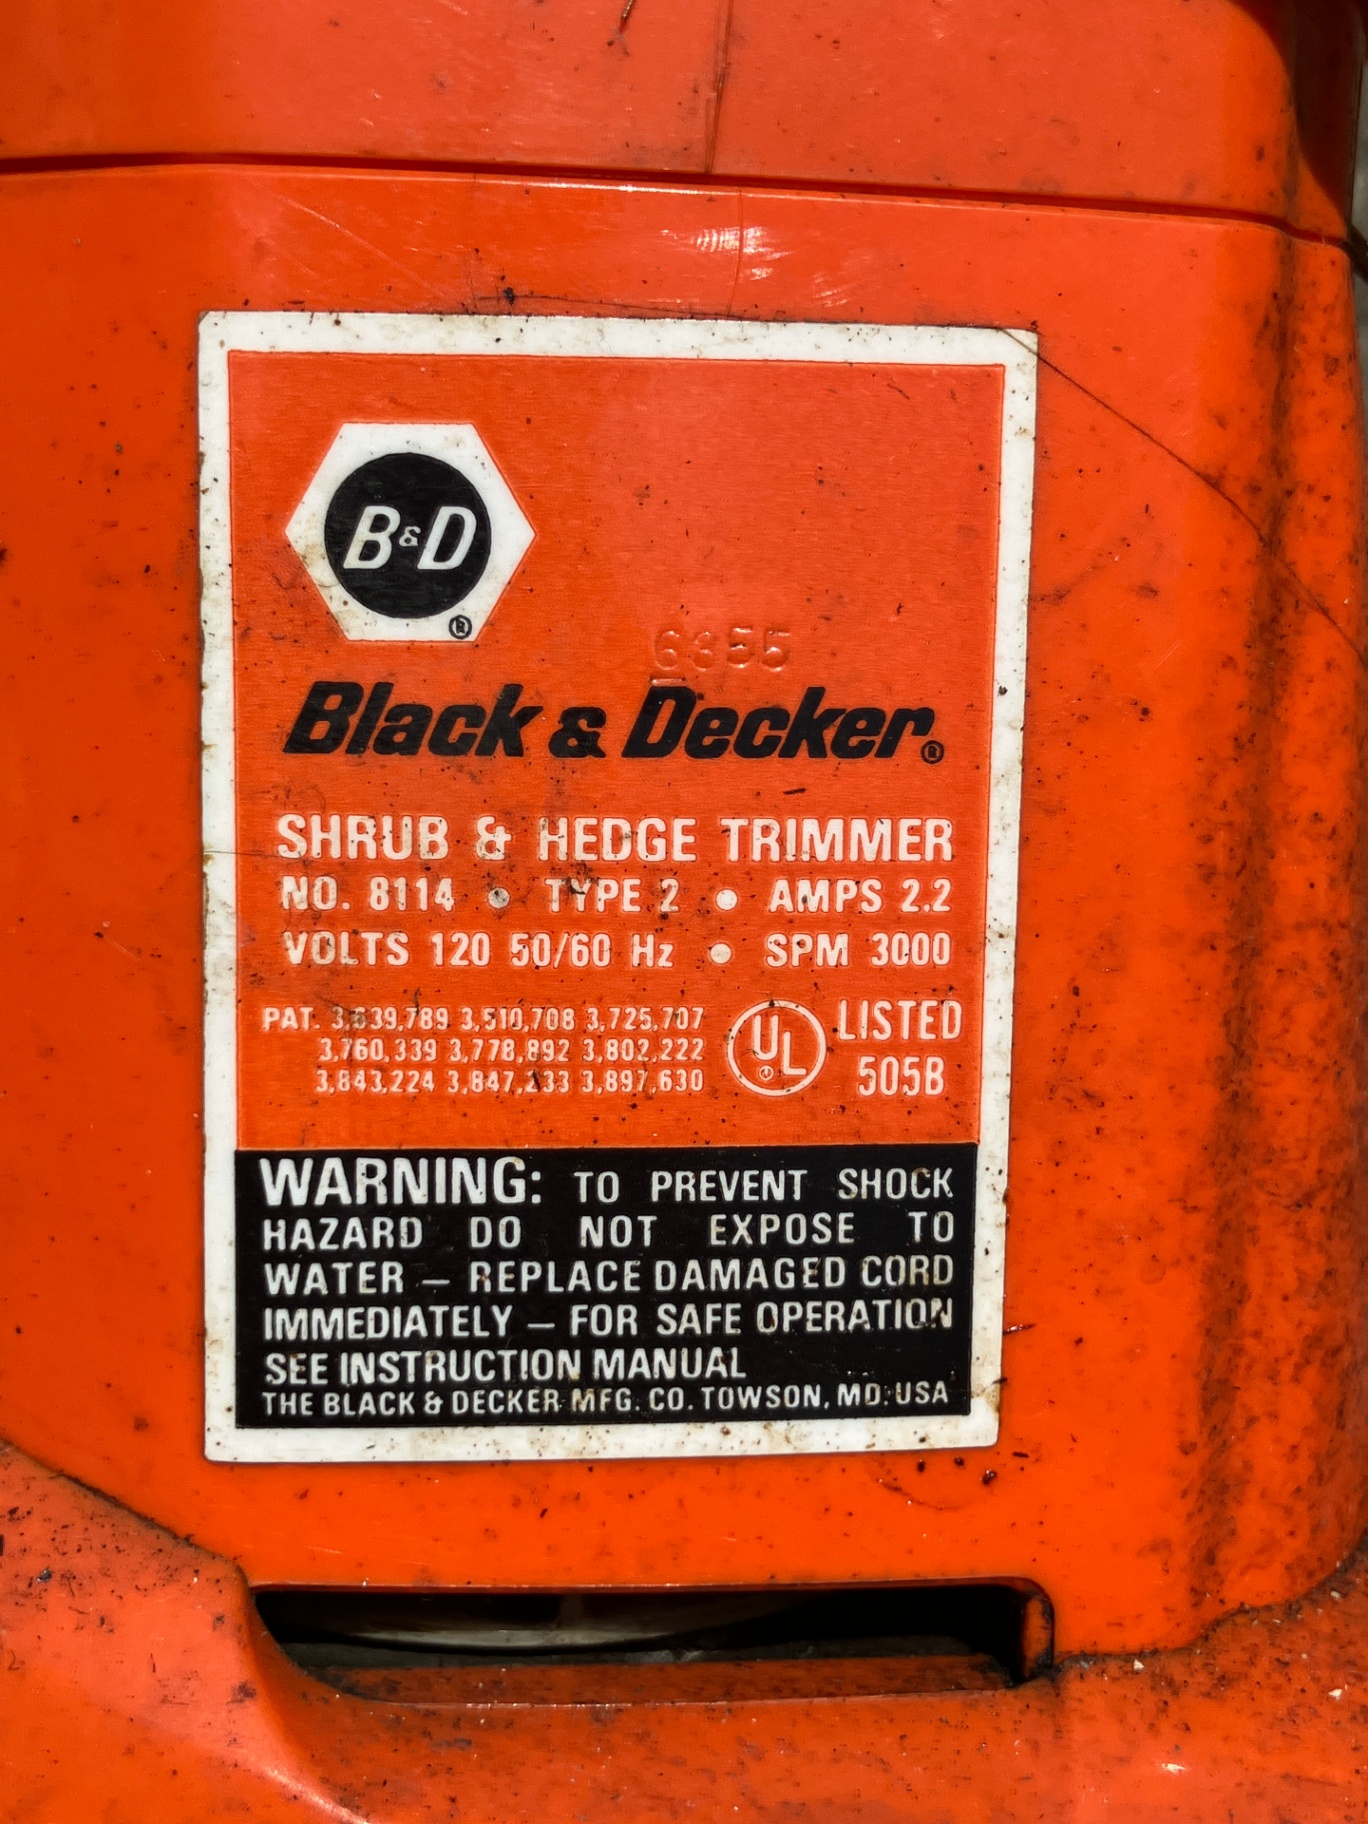 B&D
®
6355
Black & Decker®
SHRUB & HEDGE TRIMMER
NO. 8114 • TYPE 2 • AMPS 2.2
VOLTS 120 50/60 Hz • SPM 3000
PAT. 3,639,789 3,510,708 3,725,707
3,760,339 3,778,892 3,802,222
3,843,224 3,847,233 3,897,630
UL
LISTED
505B
WARNING: TO PREVENT SHOCK
HAZARD DO NOT EXPOSE TO
WATER — REPLACE DAMAGED CORD
IMMEDIATELY — FOR SAFE OPERATION
SEE INSTRUCTION MANUAL
THE BLACK & DECKER MFG. CO. TOWSON, MD. USA